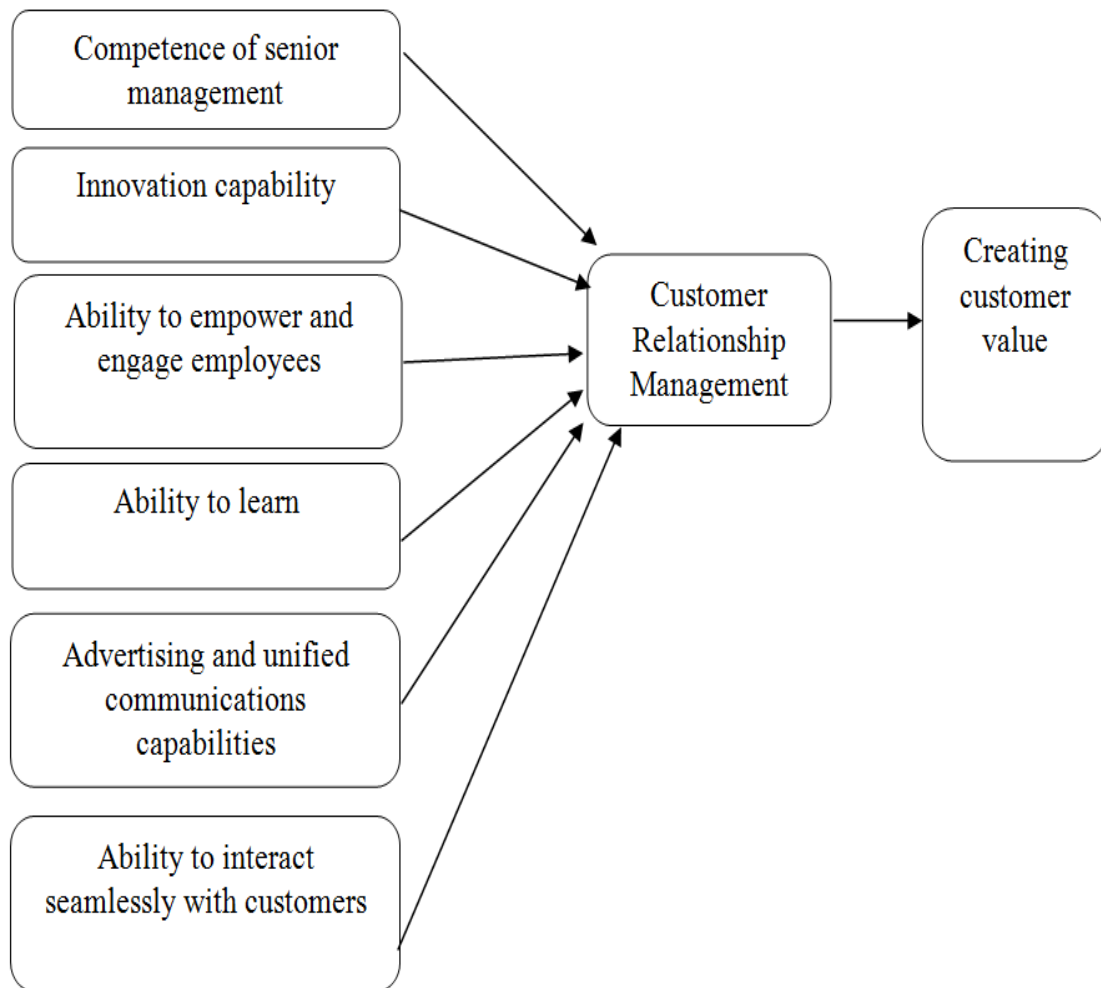 Competence of senior
management
Innovation capability
Ability to empower and
engage employees
Ability to learn
Advertising and unified
communications
capabilities
Ability to interact
seamlessly with customers
Customer
Relationship
Management
Creating
customer
value